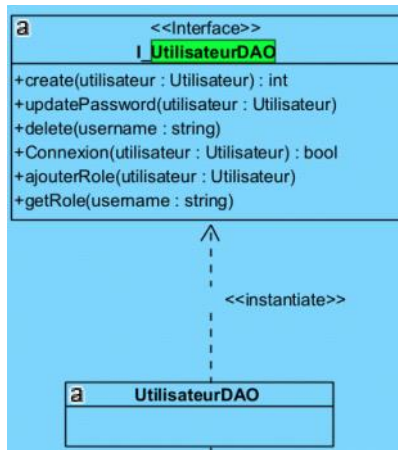 a
<<Interface>>
I_UtilisateurDAO
+create(utilisateur : Utilisateur) : int
+updatePassword(utilisateur : Utilisateur)
+delete(username : string)
+Connexion(utilisateur : Utilisateur) : bool
+ajouterRole(utilisateur : Utilisateur)
+getRole(username : string)
<<instantiate>>
a UtilisateurDAO